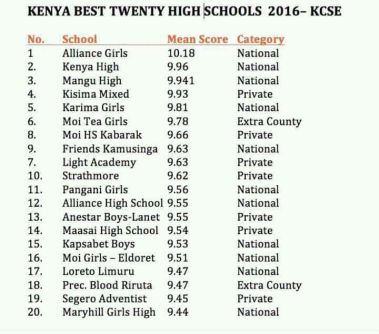 KENYA BEST TWENTY HIGH SCHOOLS 2016– KCSE
No. School Mean Score Category
1 Alliance Girls 10.18 National
2. Kenya High 9.96 National
3. Mangu High 9.941 National
4. Kisima Mixed 9.93 Private
5. Karima Girls 9.81 National
6. Moi Tea Girls 9.78 Extra County
8. Moi HS Kabarak 9.66 Private
9. Friends Kamusinga 9.63 National
7. Light Academy 9.63 Private
10. Strathmore 9.62 Private
11. Pangani Girls 9.56 National
12. Alliance High School 9.55 National
13. Anestar Boys-Lanet 9.55 Private
14. Maasai High School 9.54 Private
15. Kapsabet Boys 9.53 National
16. Moi Girls – Eldoret 9.51 National
17. Loreto Limuru 9.47 National
18. Prec. Blood Riruta 9.47 Extra County
19. Segero Adventist 9.45 Private
20. Maryhill Girls High 9.44 National